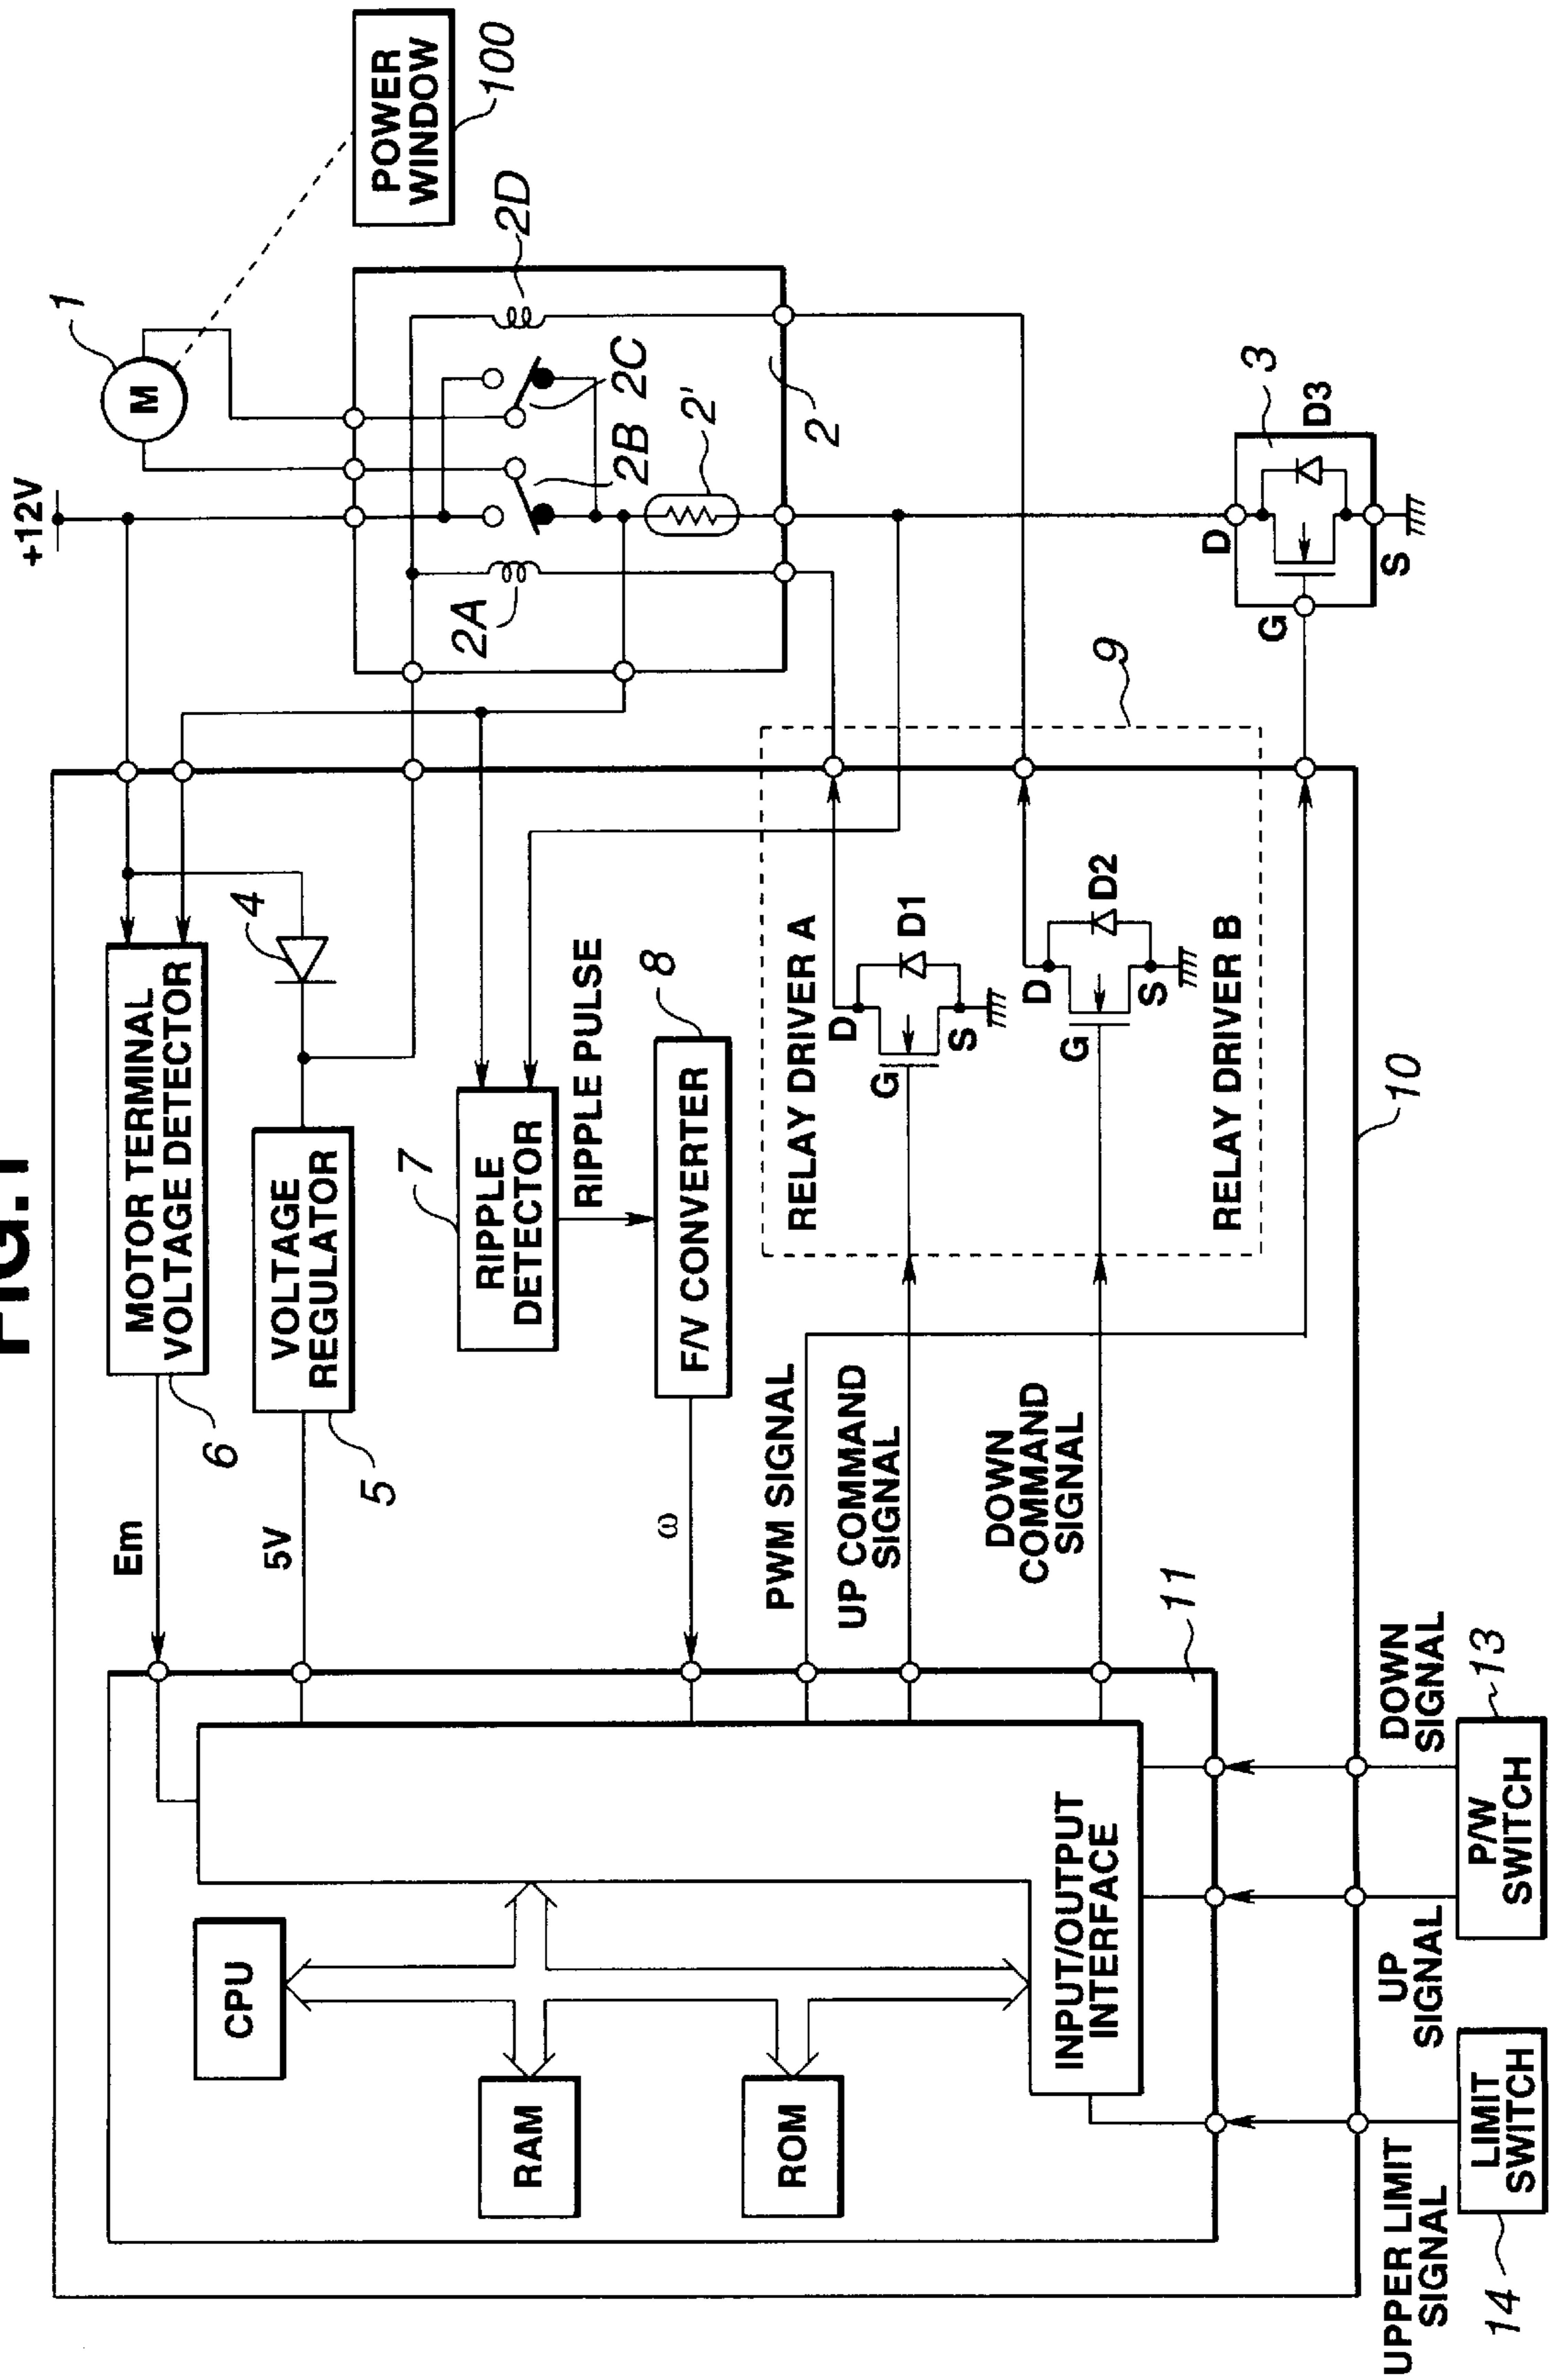 FIG.1
+12V
1
M
POWER
WINDOW
100
2D
2C
2B
2'
2A
2
3
D3
D
G
S
MOTOR TERMINAL
VOLTAGE DETECTOR
6
Em
4
VOLTAGE
REGULATOR
5
5V
7
RIPPLE
DETECTOR
RIPPLE PULSE
8
F/V CONVERTER
ω
9
RELAY DRIVER A
D1
D
G
S
D2
D
G
S
RELAY DRIVER B
10
PWM SIGNAL
UP COMMAND
SIGNAL
DOWN
COMMAND
SIGNAL
11
CPU
RAM
ROM
INPUT/OUTPUT
INTERFACE
UPPER LIMIT
SIGNAL
UP
SIGNAL
DOWN
SIGNAL
LIMIT
SWITCH
14
P/W
SWITCH
13